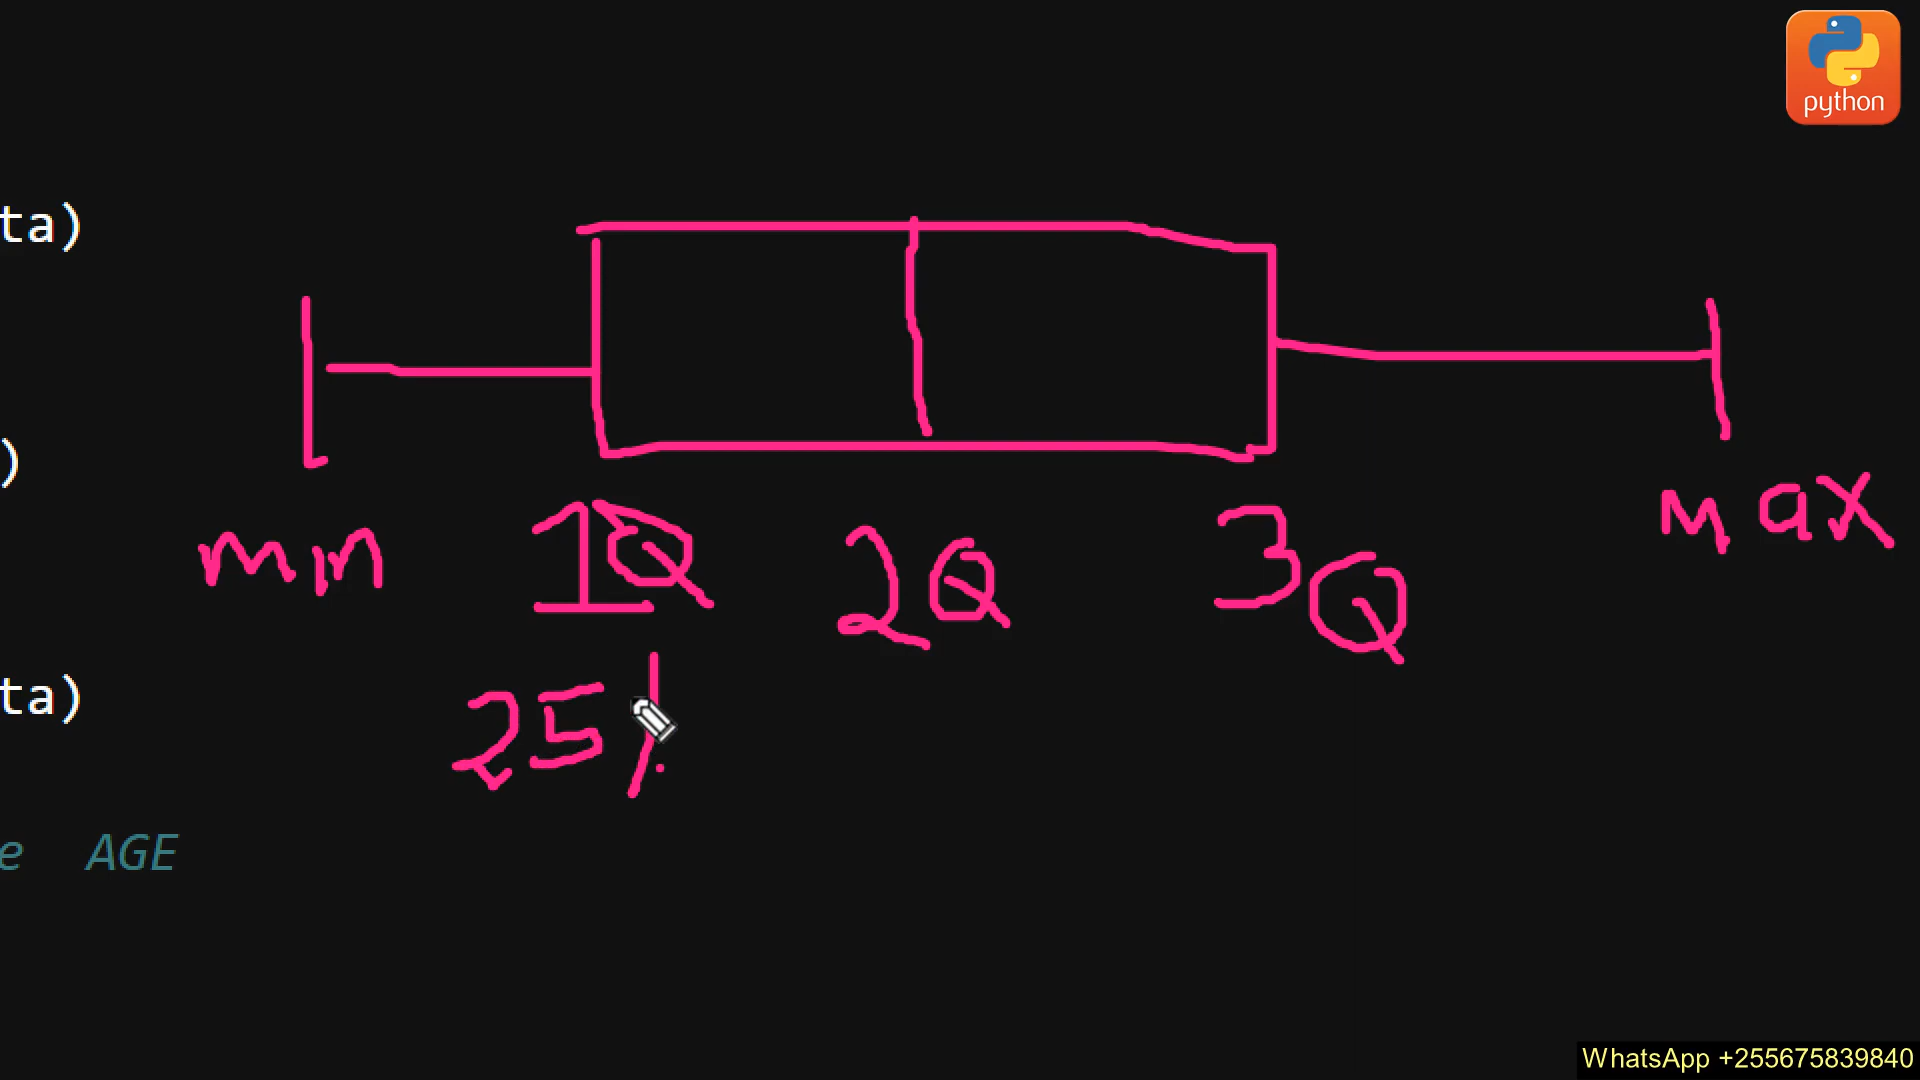 python
ta)
)
min 1Q 2Q 3Q Max
25%
ta)
e AGE
WhatsApp +255675839840